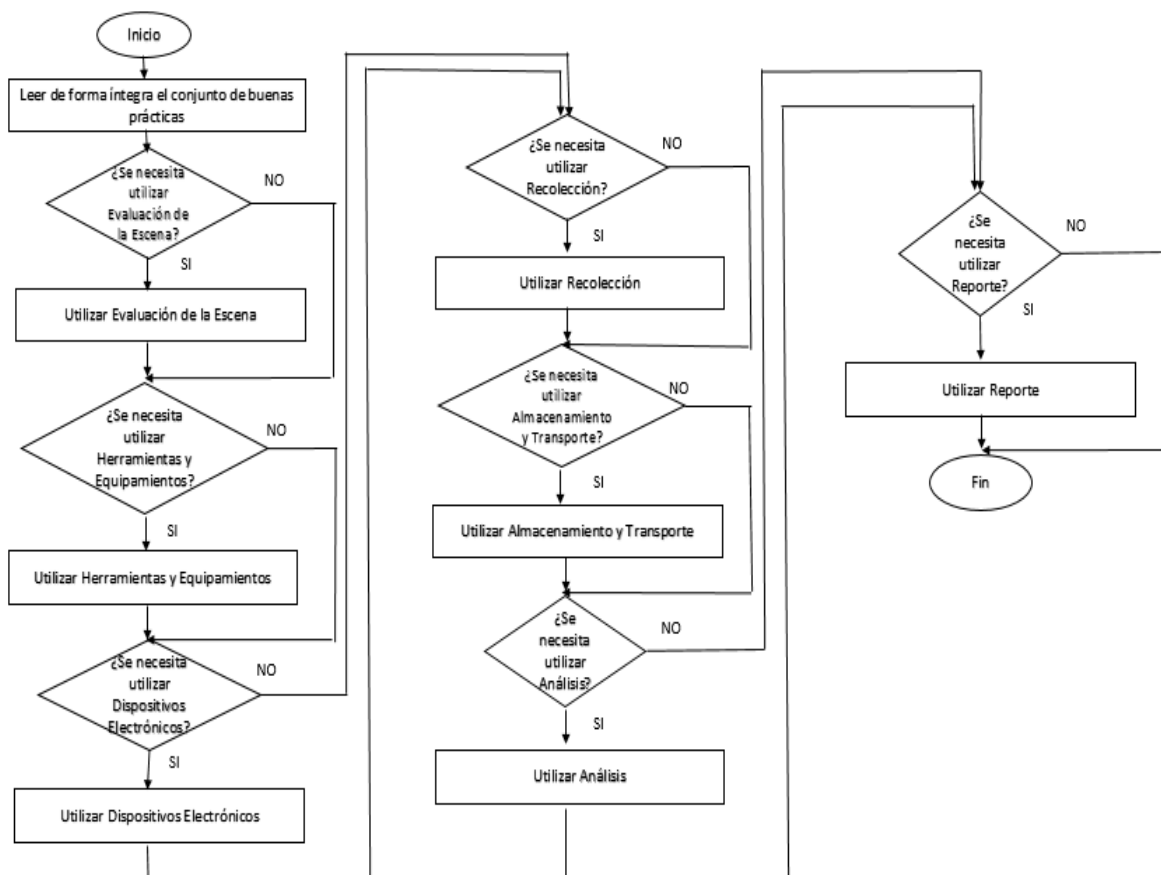 Inicio
Leer de forma íntegra el conjunto de buenas
prácticas
¿Se necesita
utilizar
Evaluación de
la Escena?
NO
SI
Utilizar Evaluación de la Escena
¿Se necesita
utilizar
Herramientas y
Equipamientos?
NO
SI
Utilizar Herramientas y Equipamientos
¿Se necesita
utilizar
Dispositivos
Electrónicos?
NO
SI
Utilizar Dispositivos Electrónicos
¿Se necesita
utilizar
Recolección?
NO
SI
Utilizar Recolección
¿Se necesita
utilizar
Almacenamiento
y Transporte?
NO
SI
Utilizar Almacenamiento y Transporte
¿Se
necesita
utilizar
Análisis?
NO
SI
Utilizar Análisis
¿Se
necesita
utilizar
Reporte?
NO
SI
Utilizar Reporte
Fin